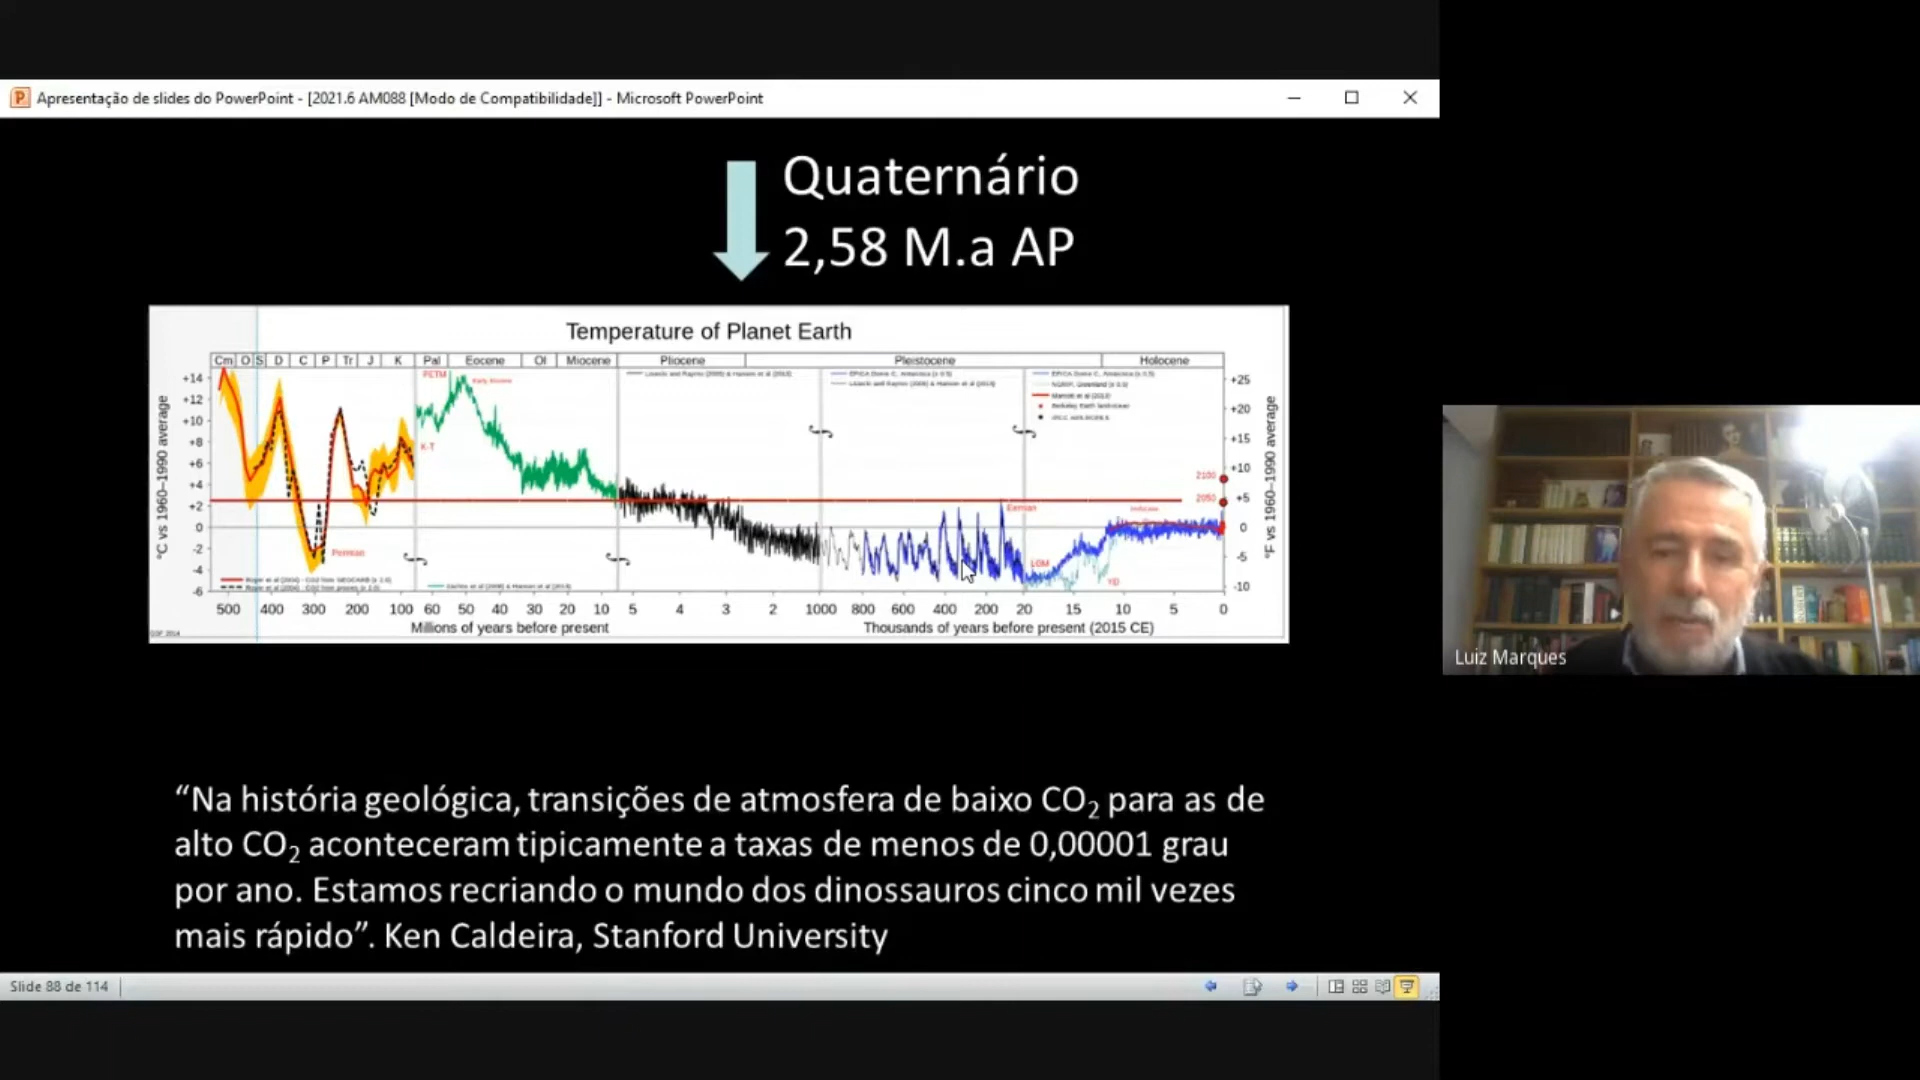 Apresentação de slides do PowerPoint - [2021.6 AM088 [Modo de Compatibilidade]] - Microsoft PowerPoint
Quaternário
2,58 M.a AP
Temperature of Planet Earth
Cm O S D C P Tr J K Pal Eocene Ol Miocene Pliocene Pleistocene Holocene
°C vs 1960–1990 average
+14
+12
+10
+8
+6
+4
+2
0
-2
-4
-6
PETM
K-T
Permian
Eemian
LGM
YD
2100
2050
+25
+20
+15
+10
+5
0
-5
-10
°F vs 1960–1990 average
500 400 300 200 100 60 50 40 30 20 10 5 4 3 2 1000 800 600 400 200 20 15 10 5 0
Millions of years before present
Thousands of years before present (2015 CE)
“Na história geológica, transições de atmosfera de baixo CO₂ para as de
alto CO₂ aconteceram tipicamente a taxas de menos de 0,00001 grau
por ano. Estamos recriando o mundo dos dinossauros cinco mil vezes
mais rápido”. Ken Caldeira, Stanford University
Slide 88 de 114
Luiz Marques